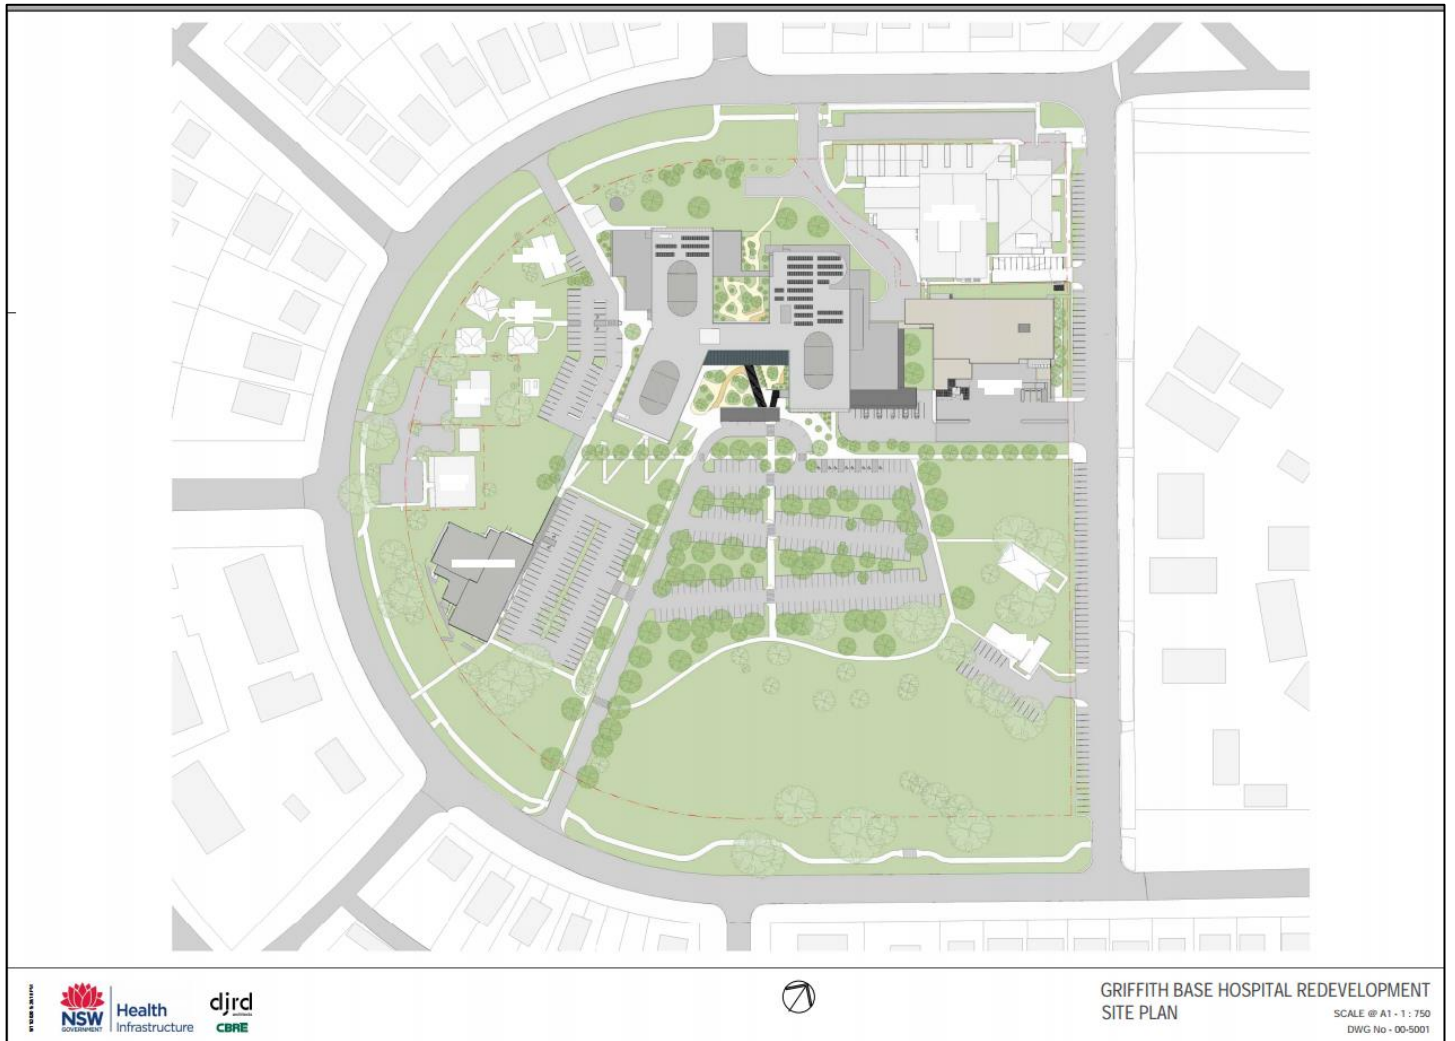 NSW
GOVERNMENT
Health
Infrastructure
djrd
architects
CBRE
GRIFFITH BASE HOSPITAL REDEVELOPMENT
SITE PLAN
SCALE @ A1 - 1 : 750
DWG No - 00-5001